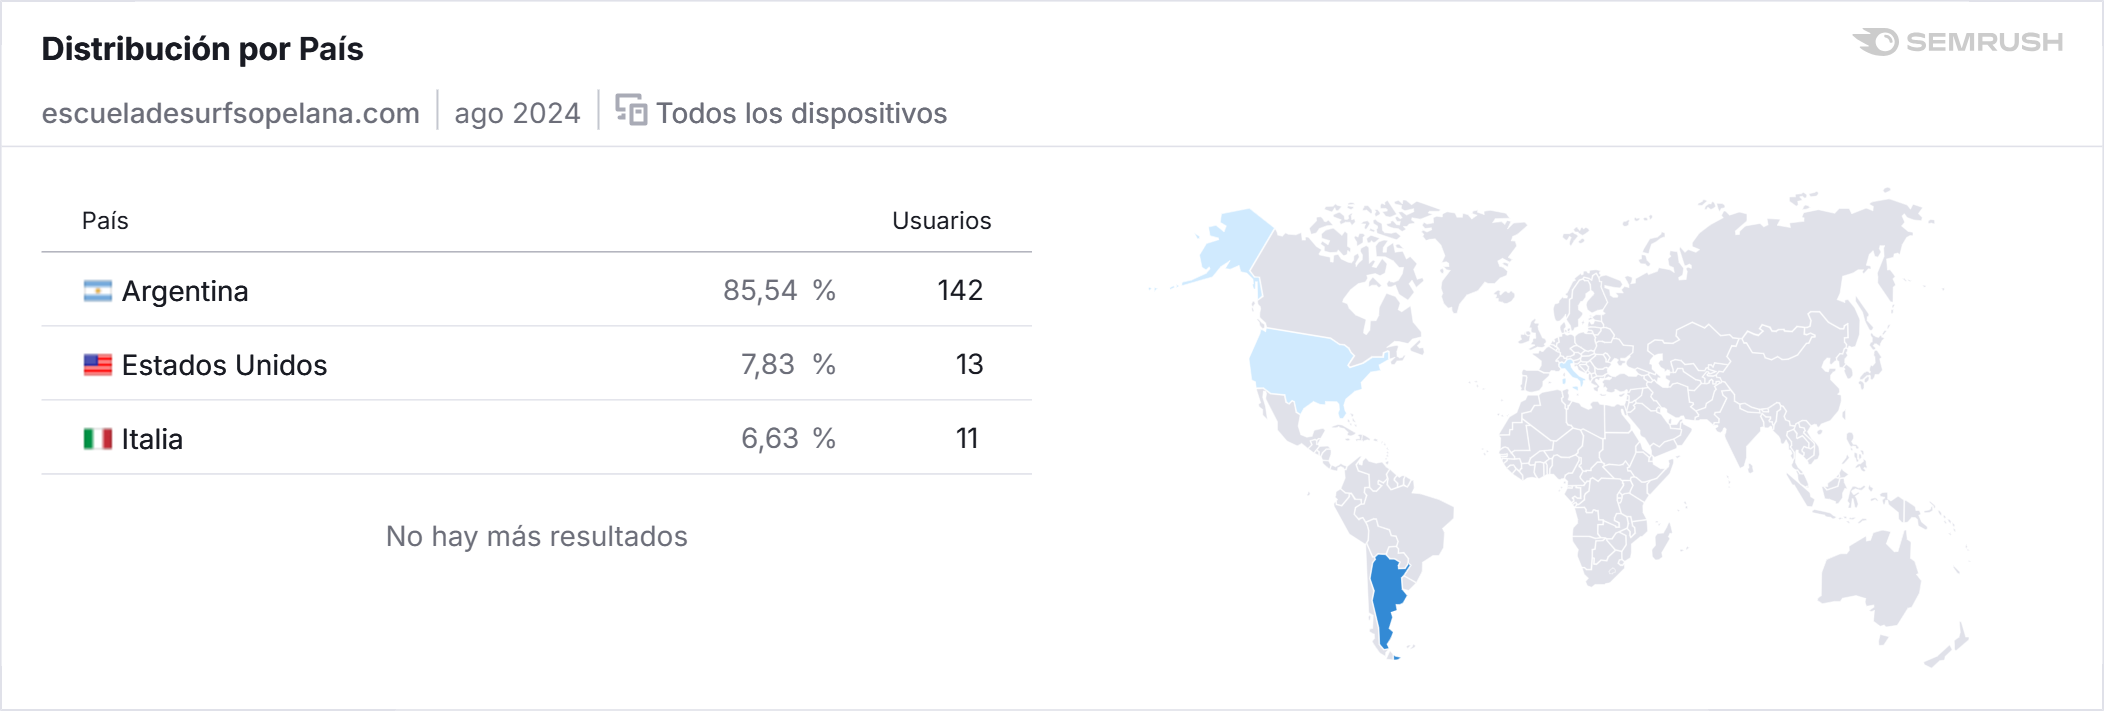 Distribución por País
SEMRUSH
escueladesurfsopelana.com | ago 2024 | Todos los dispositivos
País Usuarios
Argentina 85,54 % 142
Estados Unidos 7,83 % 13
Italia 6,63 % 11
No hay más resultados